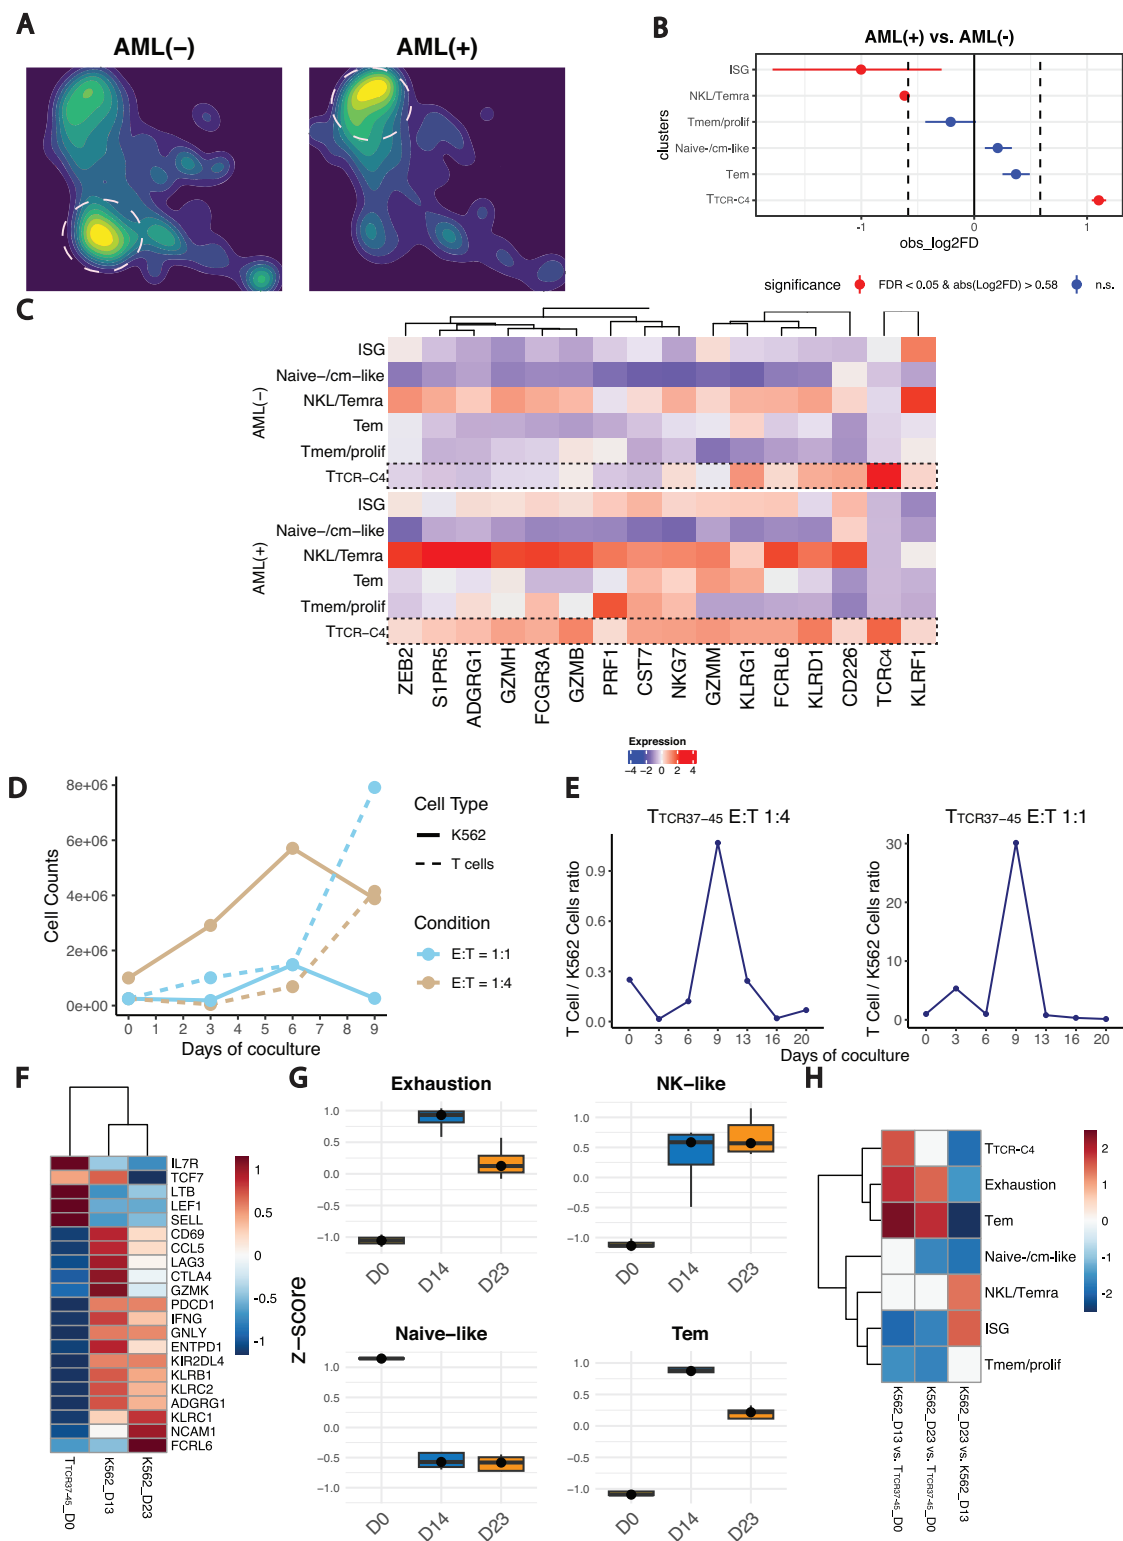 A
AML(−)
AML(+)
B
AML(+) vs. AML(-)
clusters
ISG
NKL/Temra
Tmem/prolif
Naive-/cm-like
Tem
TTCR-C4
-1
0
1
obs_log2FD
significance
FDR < 0.05 & abs(Log2FD) > 0.58
n.s.
C
AML(−)
ISG
Naive−/cm−like
NKL/Temra
Tem
Tmem/prolif
TTCR−C4
AML(+)
ISG
Naive−/cm−like
NKL/Temra
Tem
Tmem/prolif
TTCR−C4
ZEB2
S1PR5
ADGRG1
GZMH
FCGR3A
GZMB
PRF1
CST7
NKG7
GZMM
KLRG1
FCRL6
KLRD1
CD226
TCRC4
KLRF1
Expression
−4 −2 0 2 4
D
Cell Counts
8e+06
6e+06
4e+06
2e+06
0e+00
0 1 2 3 4 5 6 7 8 9
Days of coculture
Cell Type
K562
T cells
Condition
E:T = 1:1
E:T = 1:4
E
TTCR37−45 E:T 1:4
T Cell / K562 Cells ratio
0.9
0.6
0.3
0.0
0 3 6 9 13 16 20
TTCR37−45 E:T 1:1
T Cell / K562 Cells ratio
30
20
10
0
0 3 6 9 13 16 20
Days of coculture
F
IL7R
TCF7
LTB
LEF1
SELL
CD69
CCL5
LAG3
CTLA4
GZMK
PDCD1
IFNG
GNLY
ENTPD1
KIR2DL4
KLRB1
KLRC2
ADGRG1
KLRC1
NCAM1
FCRL6
TTCR37-45_D0
K562_D13
K562_D23
1
0.5
0
-0.5
-1
G
z−score
Exhaustion
1.0
0.5
0.0
−0.5
−1.0
D0
D14
D23
NK−like
1.0
0.5
0.0
−0.5
−1.0
D0
D14
D23
Naive−like
1.0
0.5
0.0
−0.5
−1.0
D0
D14
D23
Tem
1.0
0.5
0.0
−0.5
−1.0
D0
D14
D23
H
TTCR-C4
Exhaustion
Tem
Naive-/cm-like
NKL/Temra
ISG
Tmem/prolif
K562_D13 vs TTCR37-45_D0
K562_D23 vs TTCR37-45_D0
K562_D23 vs K562_D13
2
1
0
-1
-2